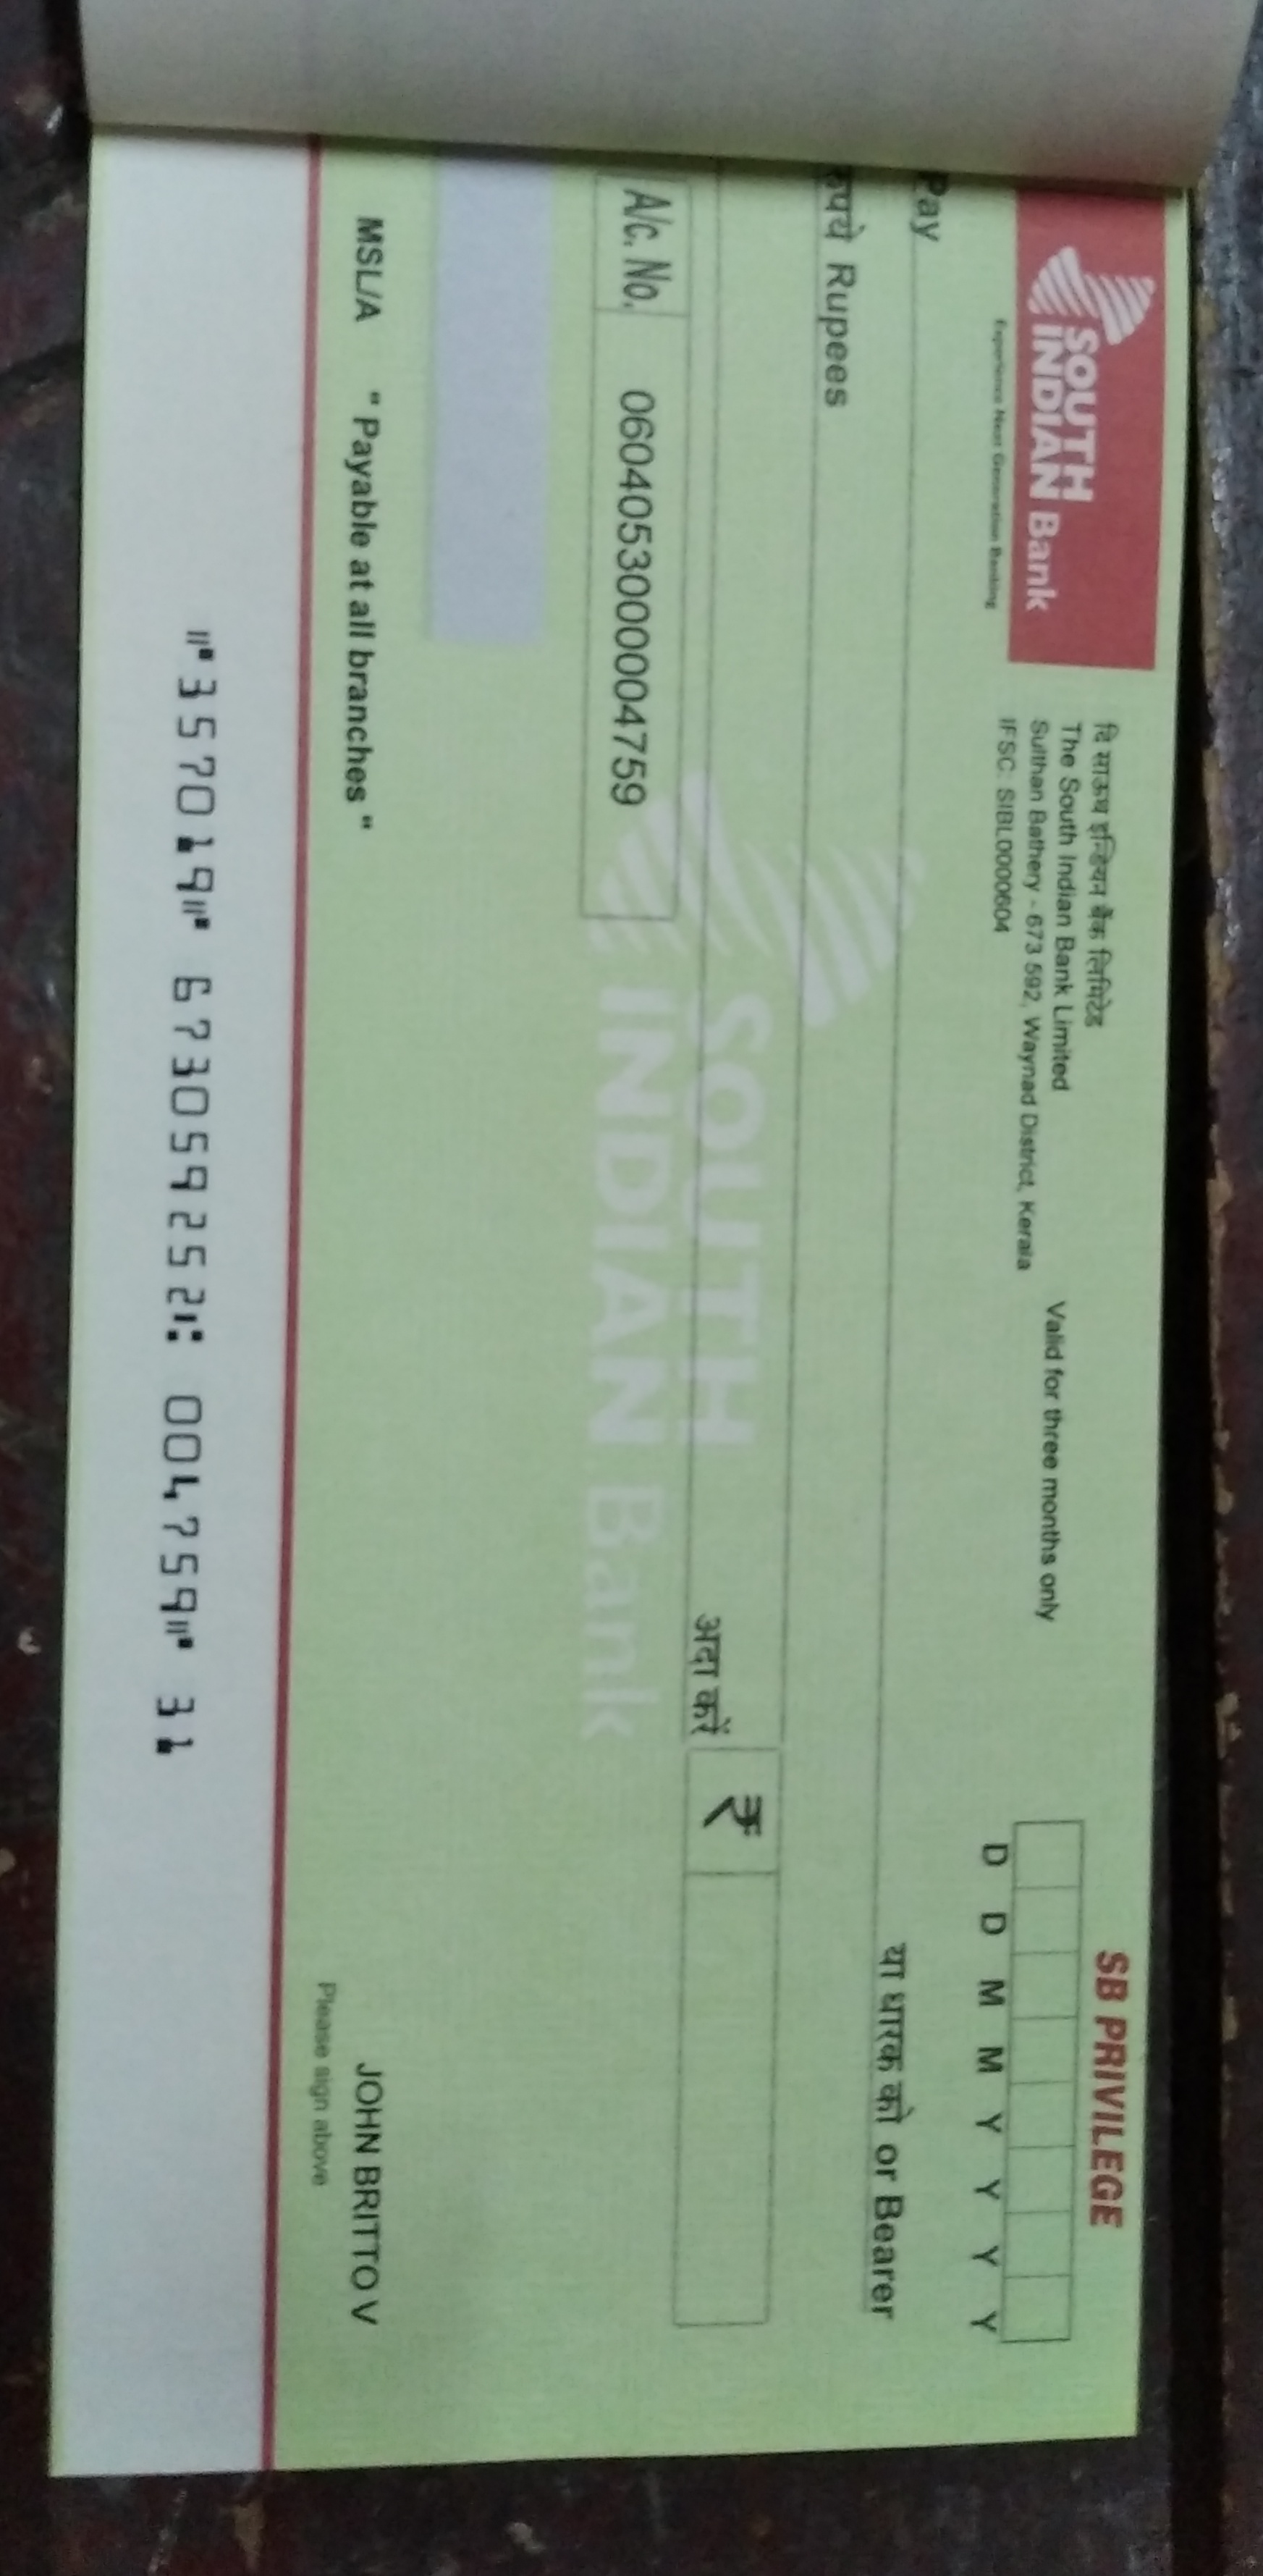 SOUTH
INDIAN Bank
Experience Next Generation Banking
दि साऊथ इन्डियन बैंक लिमिटेड
The South Indian Bank Limited
Sulthan Bathery - 673 592, Waynad District, Kerala
IFSC: SIBL0000604
Valid for three months only
SB PRIVILEGE
D D M M Y Y Y Y
Pay
या धारक को or Bearer
रुपये Rupees
अदा करें ₹
A/c. No. 0604053000004759
SOUTH
INDIAN Bank
MSL/A " Payable at all branches "
JOHN BRITTO V
Please sign above
⑈357019⑈ 673059252⑆ 004759⑈ 31